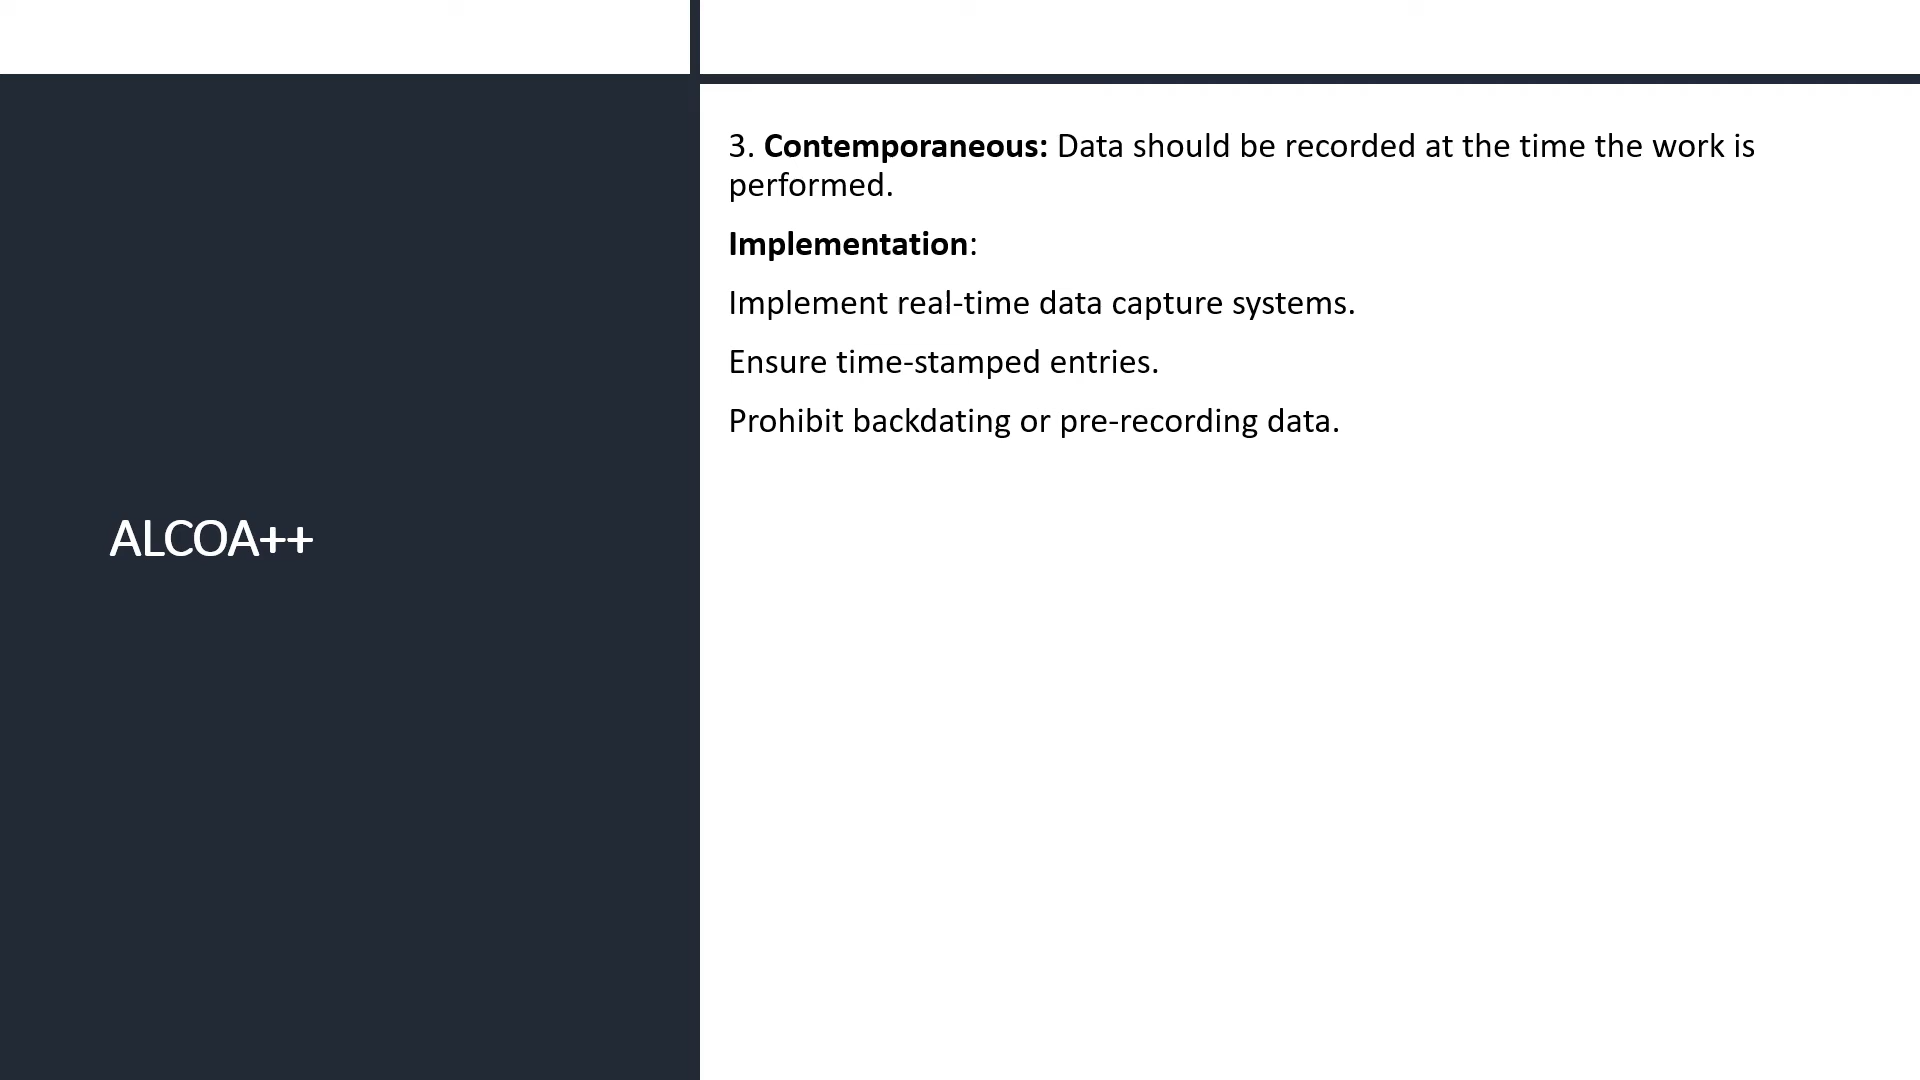 3. Contemporaneous: Data should be recorded at the time the work is
performed.
Implementation:
Implement real-time data capture systems.
Ensure time-stamped entries.
Prohibit backdating or pre-recording data.
ALCOA++